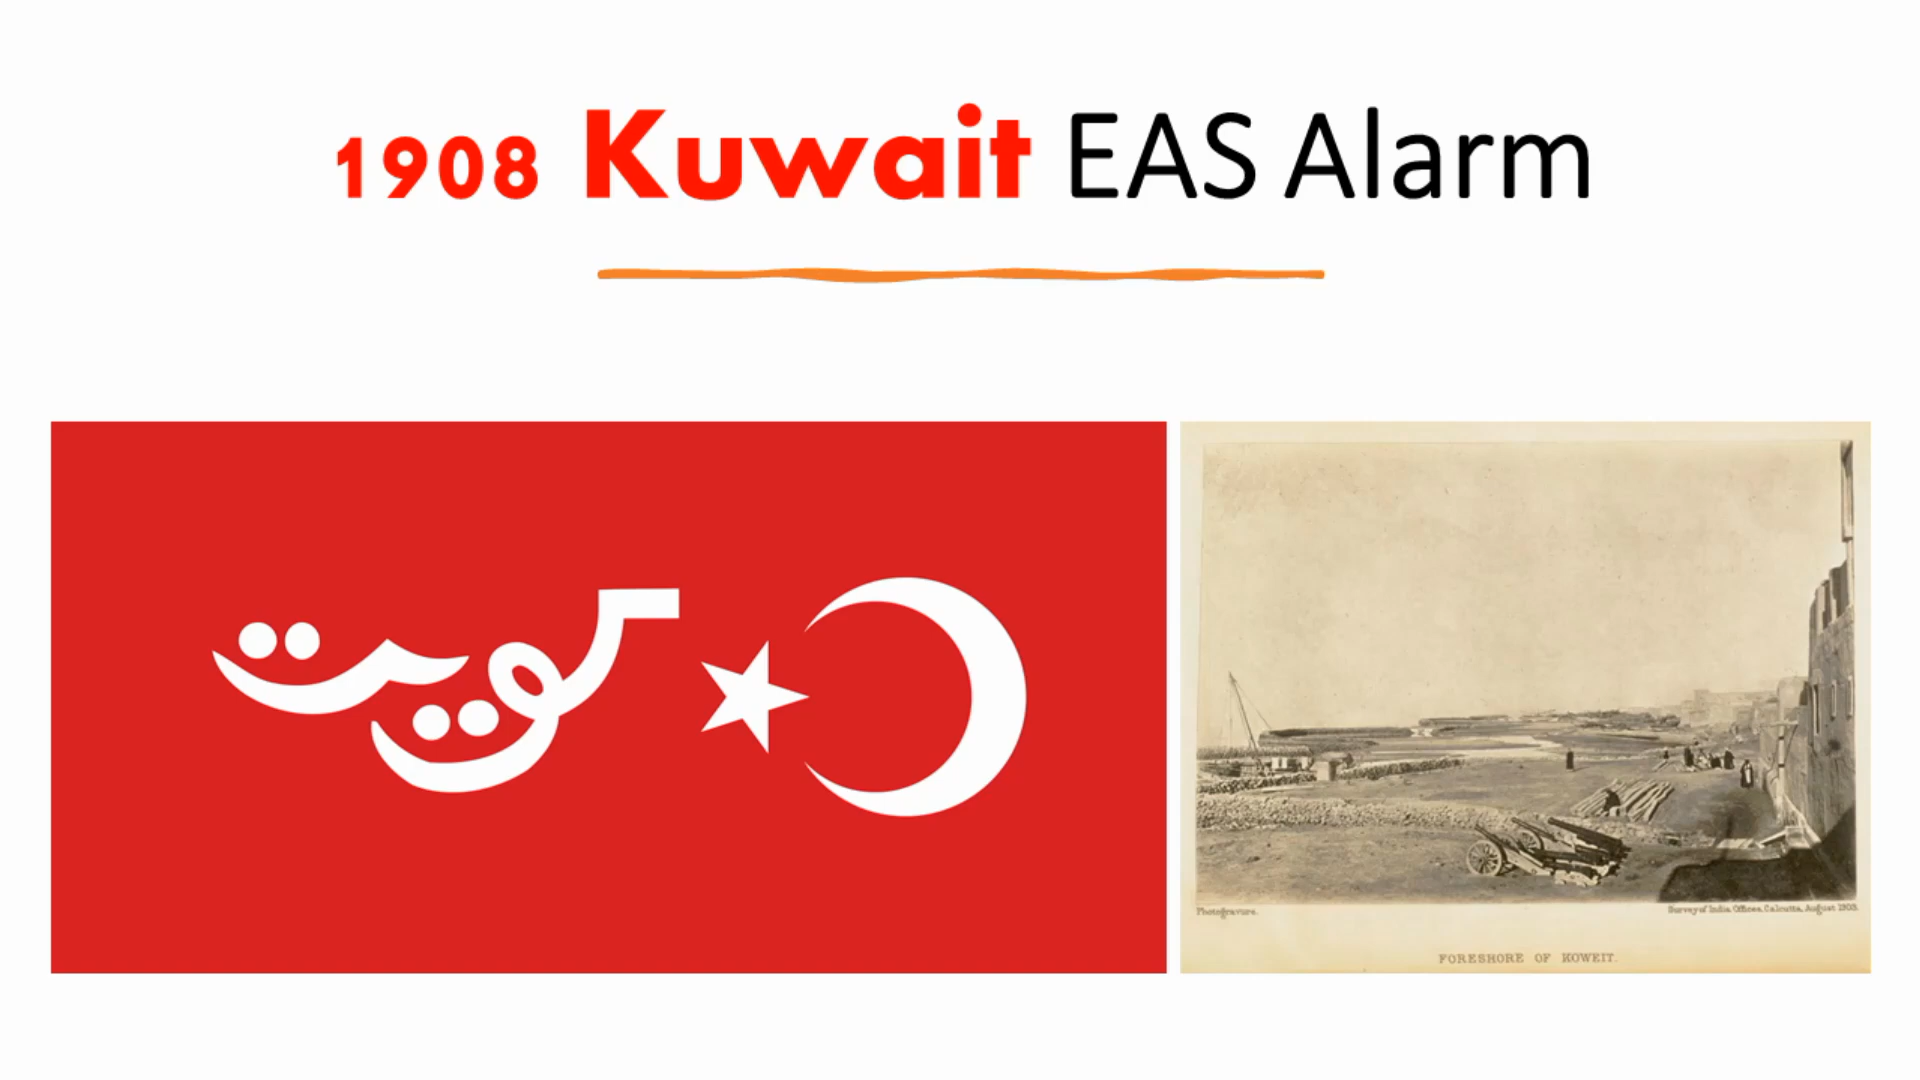 1908 Kuwait EAS Alarm
كويت
Photogravure.
Survey of India Offices, Calcutta, August 1908.
FORESHORE OF KOWEIT.